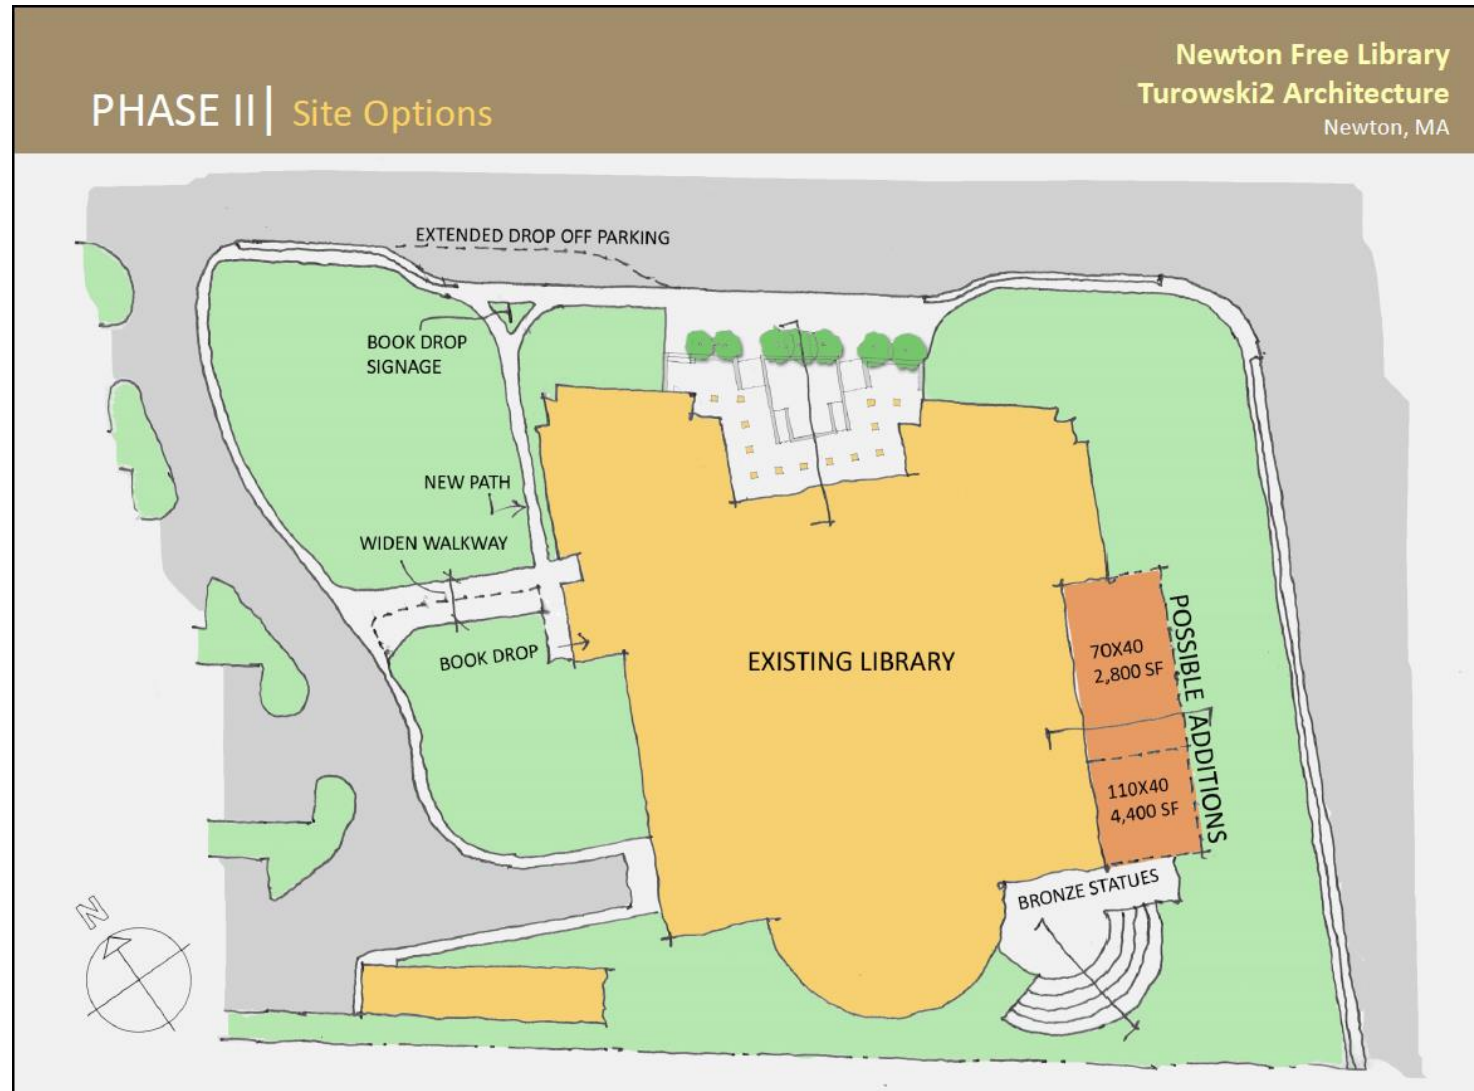 PHASE II| Site Options
Newton Free Library
Turowski2 Architecture
Newton, MA
EXTENDED DROP OFF PARKING
BOOK DROP
SIGNAGE
NEW PATH
WIDEN WALKWAY
BOOK DROP
EXISTING LIBRARY
70X40
2,800 SF
POSSIBLE ADDITIONS
110X40
4,400 SF
BRONZE STATUES
N